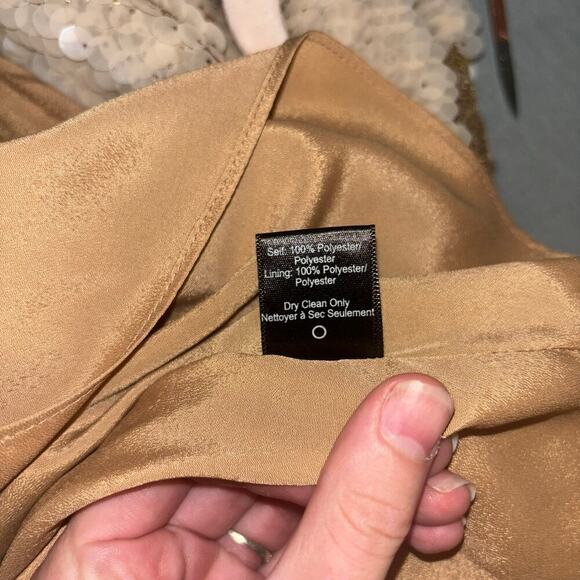 Self: 100% Polyester/
Polyester
Lining: 100% Polyester/
Polyester
Dry Clean Only
Nettoyer à Sec Seulement